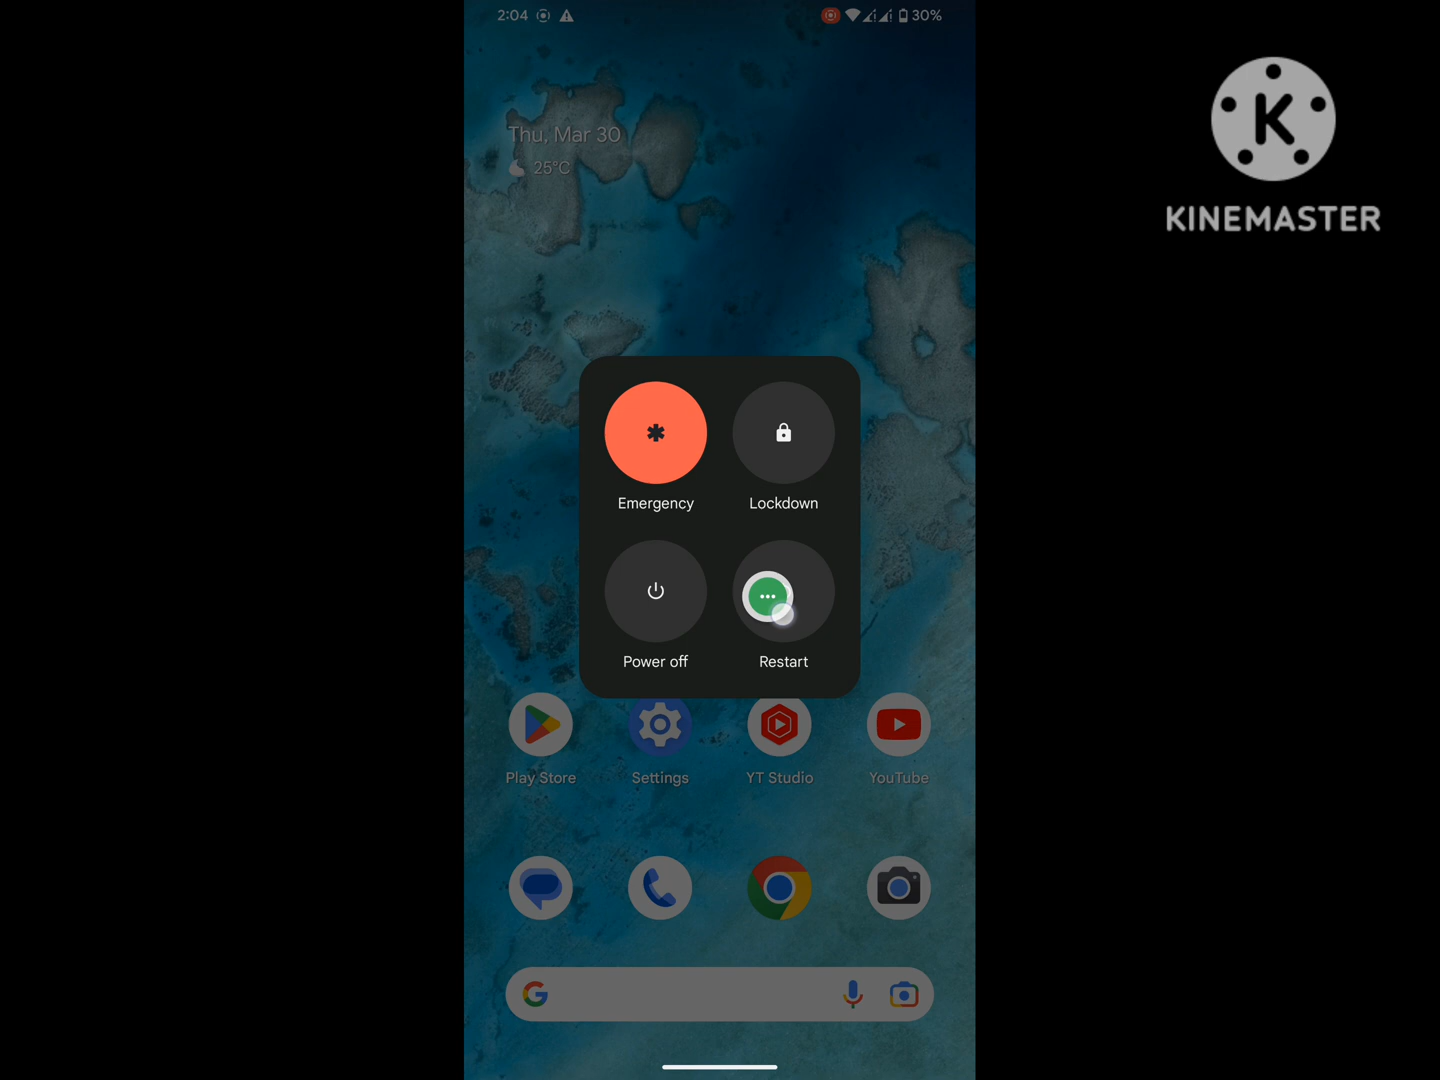 2:04
30%
KINEMASTER
Thu, Mar 30
25°C
Emergency
Lockdown
Power off
Restart
Play Store
Settings
YT Studio
YouTube